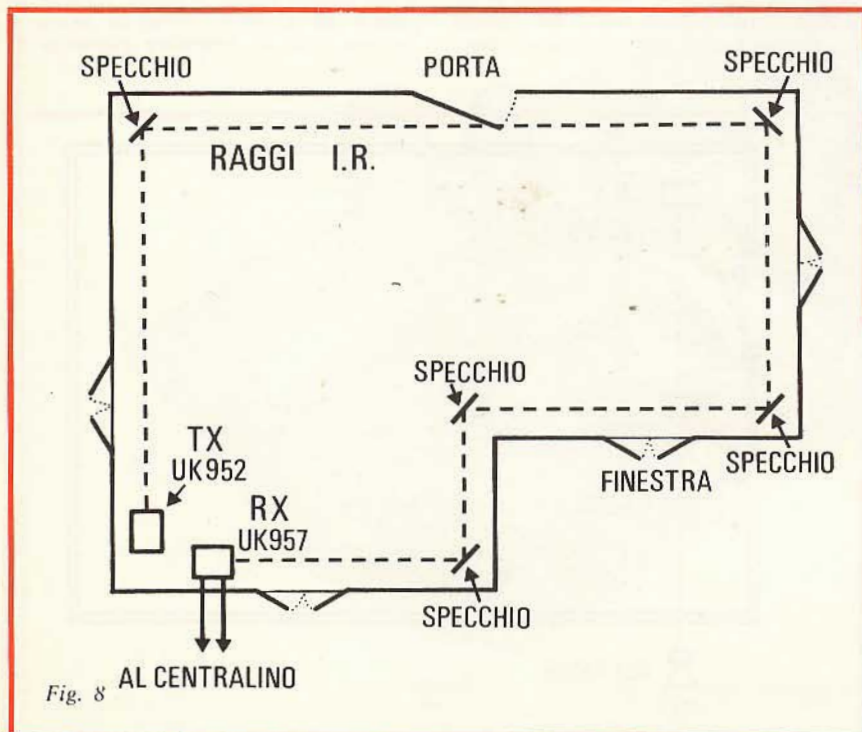 SPECCHIO
PORTA
SPECCHIO
RAGGI I.R.
SPECCHIO
TX
UK952
RX
UK957
FINESTRA
SPECCHIO
SPECCHIO
AL CENTRALINO
Fig. 8